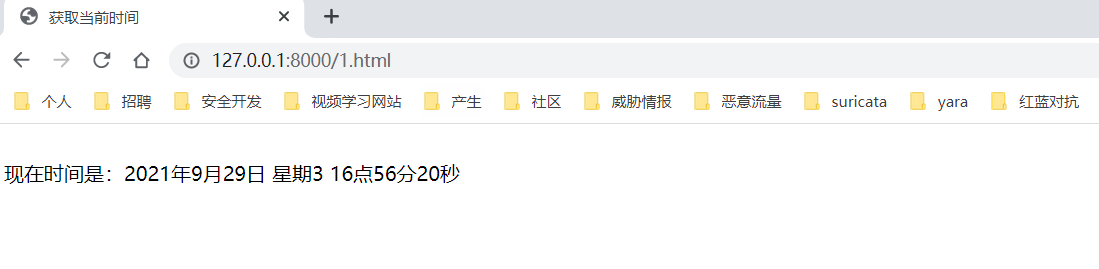 获取当前时间
127.0.0.1:8000/1.html
个人 招聘 安全开发 视频学习网站 产生 社区 威胁情报 恶意流量 suricata yara 红蓝对抗
现在时间是：2021年9月29日 星期3 16点56分20秒